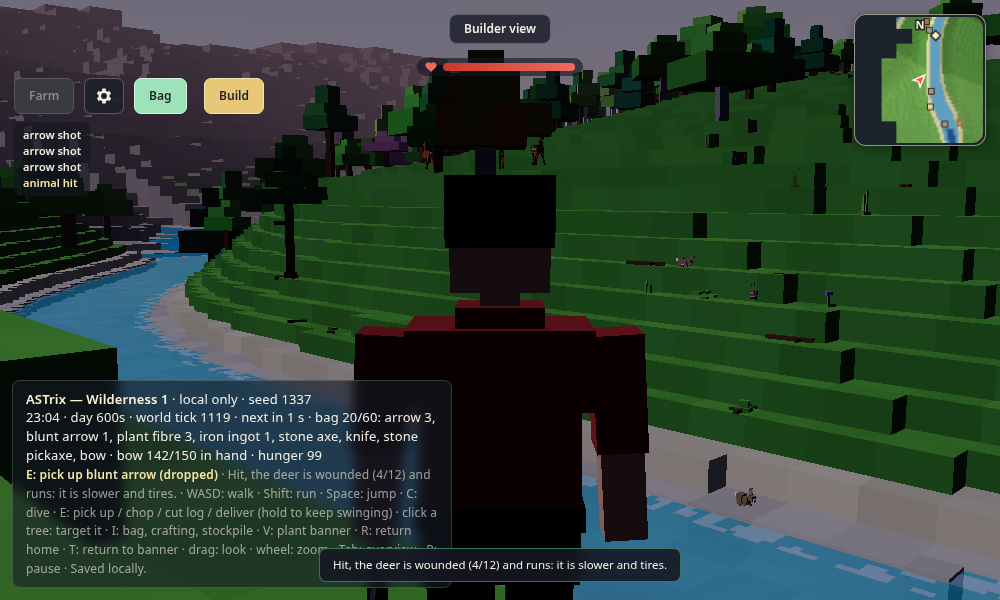 Builder view
N
Farm
Bag
Build
arrow shot
arrow shot
arrow shot
animal hit
ASTrix — Wilderness 1 · local only · seed 1337
23:04 · day 600s · world tick 1119 · next in 1 s · bag 20/60: arrow 3,
blunt arrow 1, plant fibre 3, iron ingot 1, stone axe, knife, stone
pickaxe, bow · bow 142/150 in hand · hunger 99
E: pick up blunt arrow (dropped) · Hit, the deer is wounded (4/12) and
runs: it is slower and tires. · WASD: walk · Shift: run · Space: jump · C:
dive · E: pick up / chop / cut log / deliver (hold to keep swinging) · click a
tree: target it · I: bag, crafting, stockpile · V: plant banner · R: return
home · T: return to banner · drag: look · wheel: zoom
pause · Saved locally.
Hit, the deer is wounded (4/12) and runs: it is slower and tires.